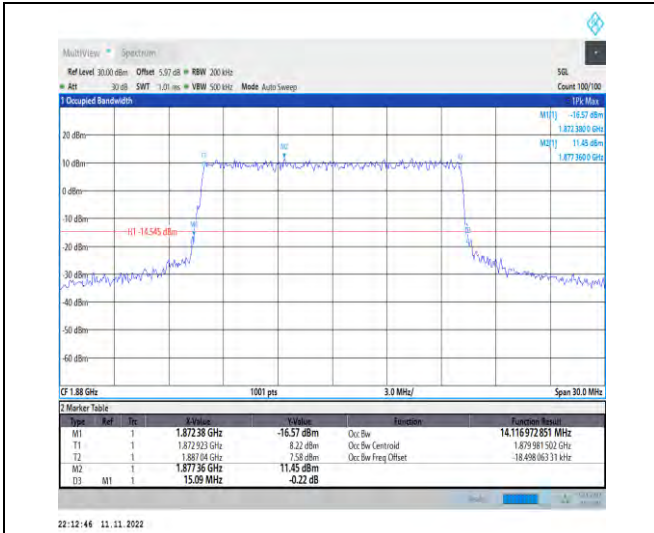 MultiView Spectrum
Ref Level 30.00 dBm Offset 5.97 dB RBW 200 kHz SGL
Att 30 dB SWT 1.01 ms VBW 500 kHz Mode Auto Sweep Count 100/100
1 Occupied Bandwidth 1Pk Max
M1[1] -16.57 dBm
1.872 380 0 GHz
M2[1] 11.45 dBm
1.877 360 0 GHz
20 dBm
T1 M2 T2
10 dBm
0 dBm
-10 dBm
M1
H1 -14.545 dBm D3
-20 dBm
-30 dBm
-40 dBm
-50 dBm
-60 dBm
CF 1.88 GHz 1001 pts 3.0 MHz/ Span 30.0 MHz
2 Marker Table
Type Ref Trc X-Value Y-Value Function Function Result
M1 1 1.872 38 GHz -16.57 dBm Occ Bw 14.116 972 851 MHz
T1 1 1.872 923 GHz 8.22 dBm Occ Bw Centroid 1.879 981 502 GHz
T2 1 1.887 04 GHz 7.58 dBm Occ Bw Freq Offset -18.498 063 31 kHz
M2 1 1.877 36 GHz 11.45 dBm
D3 M1 1 15.09 MHz -0.22 dB
22:12:46 11.11.2022